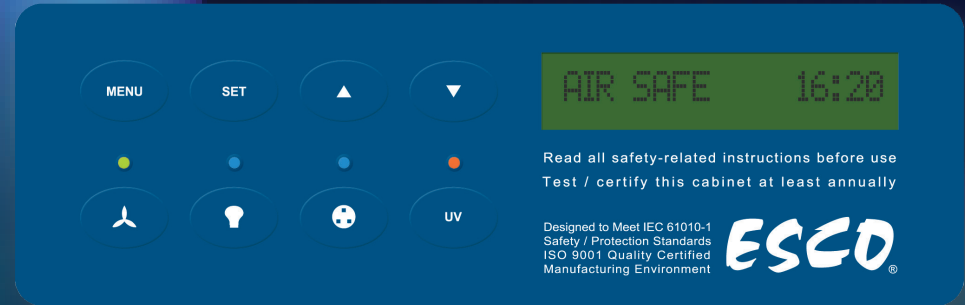 MENU SET
UV
AIR SAFE 16:20
Read all safety-related instructions before use
Test / certify this cabinet at least annually
Designed to Meet IEC 61010-1
Safety / Protection Standards
ISO 9001 Quality Certified
Manufacturing Environment
ESCO®